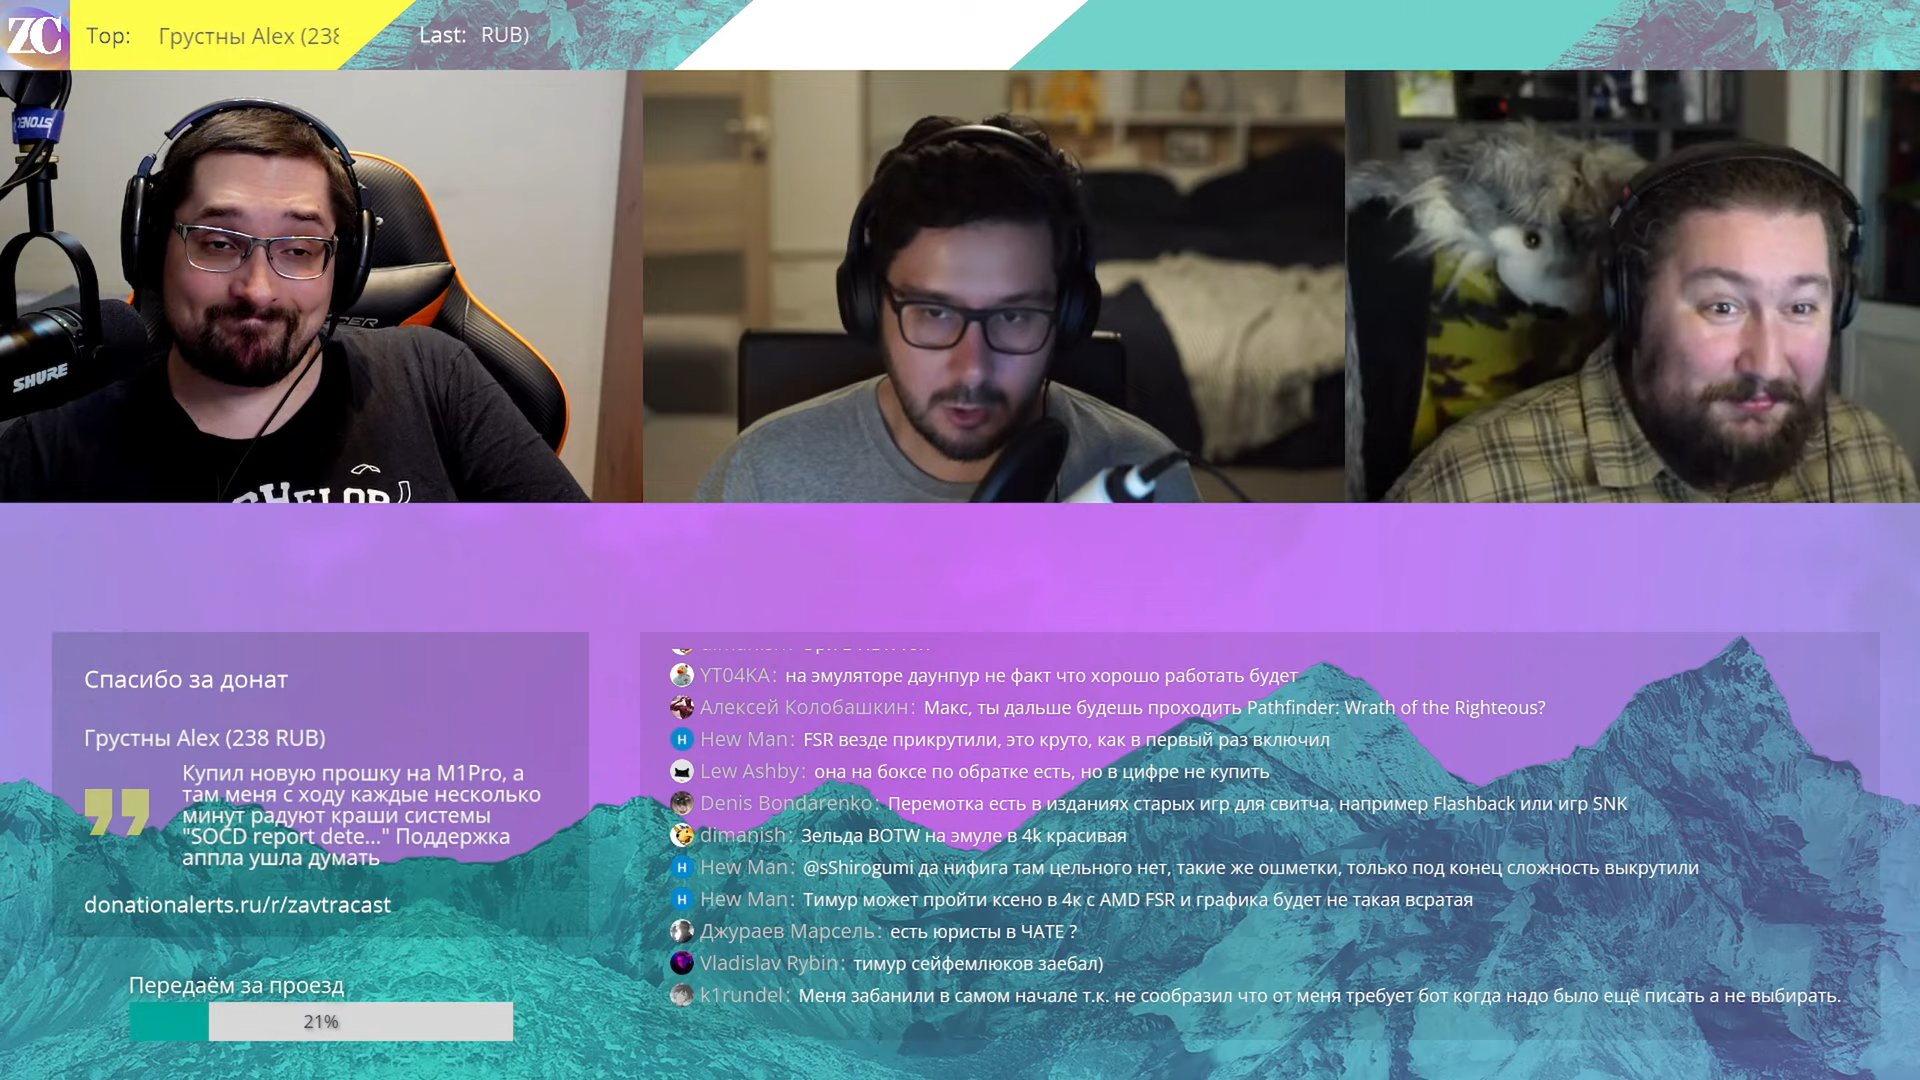 ZC
Top: Грустны Alex (238
Last: RUB)
SHURE
Спасибо за донат
Грустны Alex (238 RUB)
Купил новую прошку на M1Pro, а
там меня с ходу каждые несколько
минут радуют краши системы
"SOCD report dete..." Поддержка
аппла ушла думать
donationalerts.ru/r/zavtracast
Передаём за проезд
21%
YT04KA: на эмуляторе даунпур не факт что хорошо работать будет
Алексей Колобашкин: Макс, ты дальше будешь проходить Pathfinder: Wrath of the Righteous?
H Hew Man: FSR везде прикрутили, это круто, как в первый раз включил
Lew Ashby: она на боксе по обратке есть, но в цифре не купить
Denis Bondarenko: Перемотка есть в изданиях старых игр для свитча, например Flashback или игр SNK
dimanish: Зельда BOTW на эмуле в 4k красивая
H Hew Man: @sShirogumi да нифига там цельного нет, такие же ошметки, только под конец сложность выкрутили
H Hew Man: Тимур может пройти ксено в 4к с AMD FSR и графика будет не такая всратая
Джураев Марсель: есть юристы в ЧАТЕ ?
Vladislav Rybin: тимур сейфемлюков заебал)
k1rundel: Меня забанили в самом начале т.к. не сообразил что от меня требует бот когда надо было ещё писать а не выбирать.